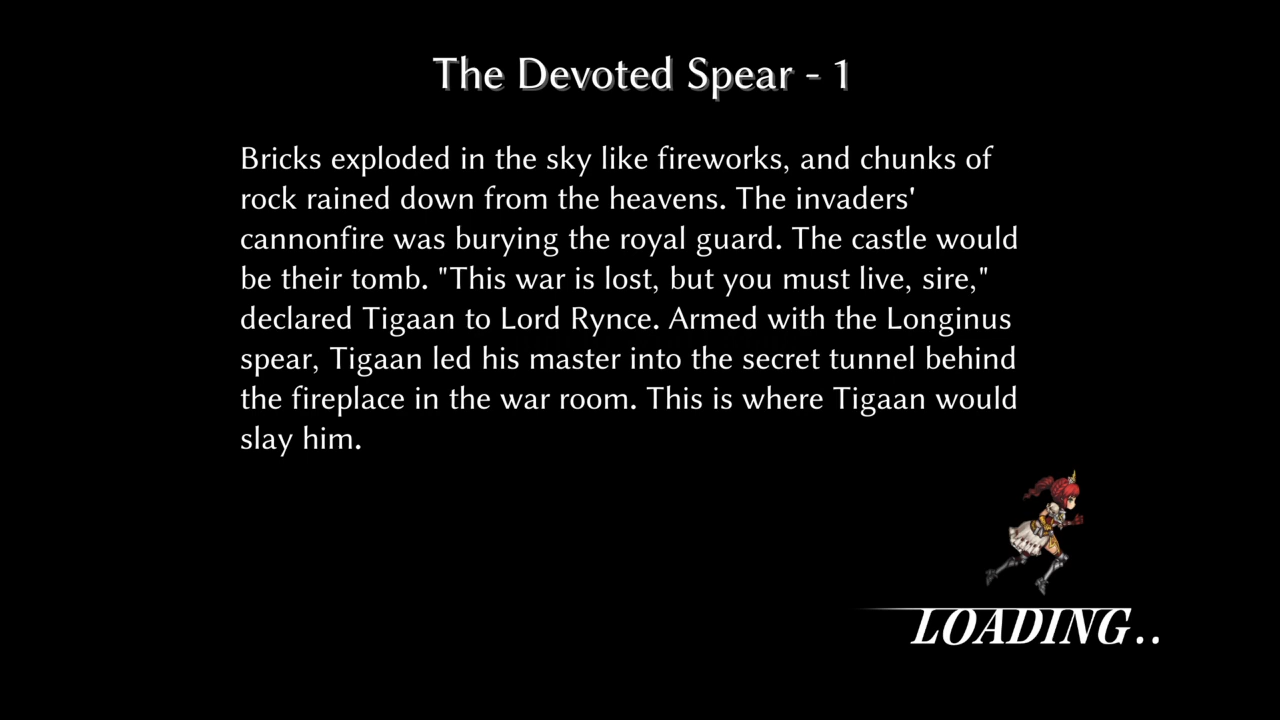 The Devoted Spear - 1
Bricks exploded in the sky like fireworks, and chunks of
rock rained down from the heavens. The invaders'
cannonfire was burying the royal guard. The castle would
be their tomb. "This war is lost, but you must live, sire,"
declared Tigaan to Lord Rynce. Armed with the Longinus
spear, Tigaan led his master into the secret tunnel behind
the fireplace in the war room. This is where Tigaan would
slay him.
LOADING..